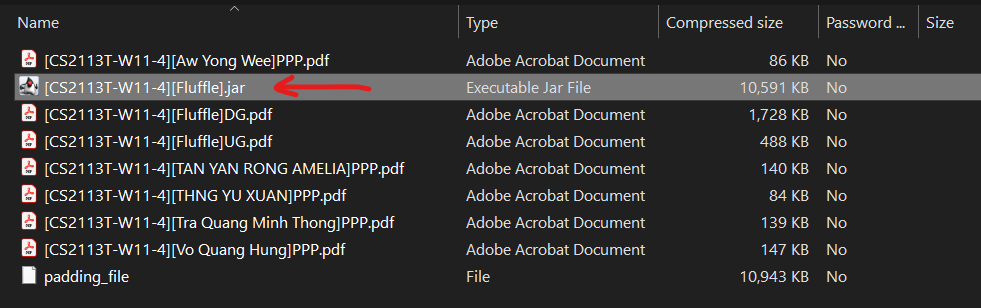 Name Type Compressed size Password ... Size
[CS2113T-W11-4][Aw Yong Wee]PPP.pdf Adobe Acrobat Document 86 KB No
[CS2113T-W11-4][Fluffle].jar Executable Jar File 10,591 KB No
[CS2113T-W11-4][Fluffle]DG.pdf Adobe Acrobat Document 1,728 KB No
[CS2113T-W11-4][Fluffle]UG.pdf Adobe Acrobat Document 488 KB No
[CS2113T-W11-4][TAN YAN RONG AMELIA]PPP.pdf Adobe Acrobat Document 140 KB No
[CS2113T-W11-4][THNG YU XUAN]PPP.pdf Adobe Acrobat Document 84 KB No
[CS2113T-W11-4][Tra Quang Minh Thong]PPP.pdf Adobe Acrobat Document 139 KB No
[CS2113T-W11-4][Vo Quang Hung]PPP.pdf Adobe Acrobat Document 147 KB No
padding_file File 10,943 KB No